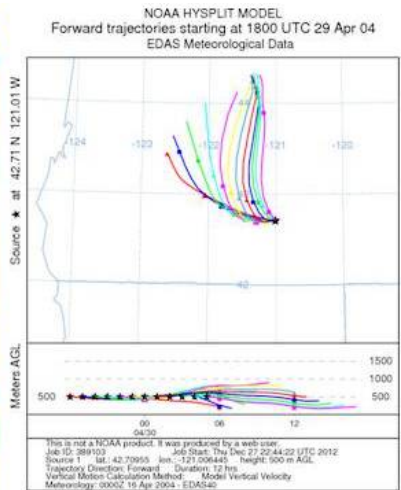 NOAA HYSPLIT MODEL
Forward trajectories starting at 1800 UTC 29 Apr 04
EDAS Meteorological Data
Source ★ at 42.71 N 121.01 W
44
-124
-123
-122
-121
-120
42
Meters AGL
500
1500
1000
500
00
06
12
04/30
This is not a NOAA product. It was produced by a web user.
Job ID: 389103 Job Start: Thu Dec 27 22:44:22 UTC 2012
Source 1 lat.: 42.70955 lon.: -121.006445 height: 500 m AGL
Trajectory Direction: Forward Duration: 12 hrs
Vertical Motion Calculation Method: Model Vertical Velocity
Meteorology: 0000Z 16 Apr 2004 - EDAS40